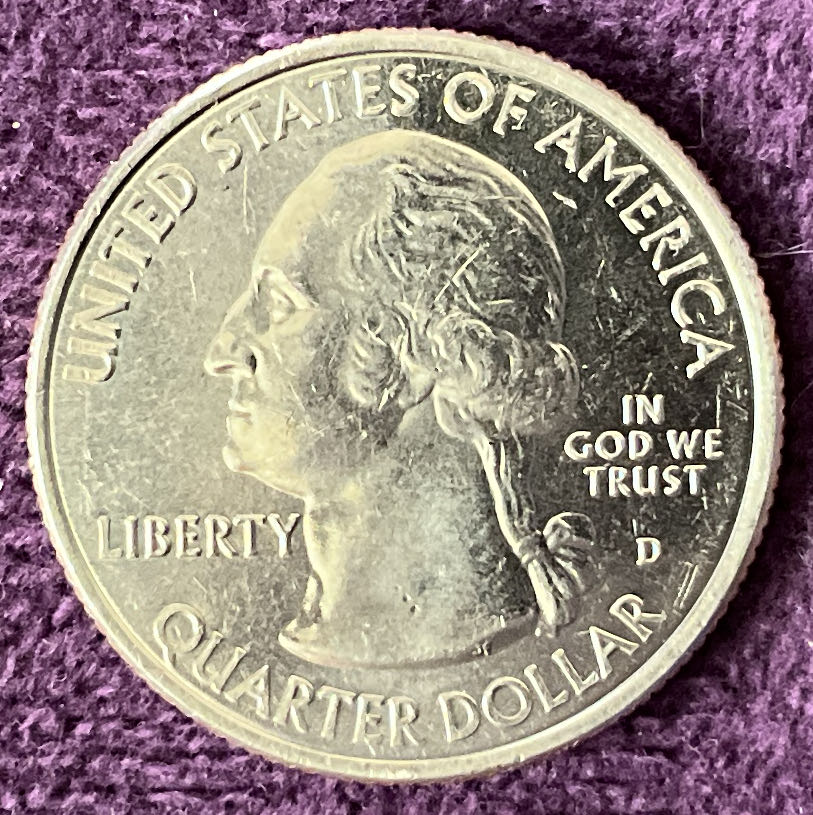 UNITED STATES OF AMERICA
IN
GOD WE
TRUST
LIBERTY
D
QUARTER DOLLAR